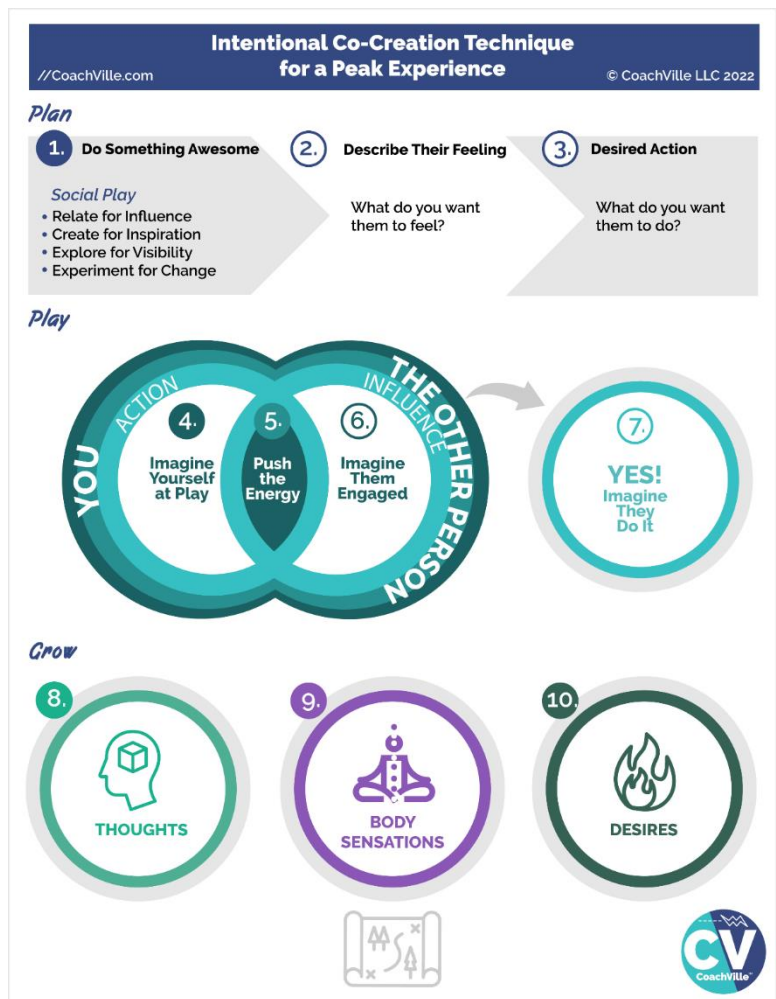 Intentional Co-Creation Technique
for a Peak Experience
//CoachVille.com
© CoachVille LLC 2022
Plan
1. Do Something Awesome
Social Play
• Relate for Influence
• Create for Inspiration
• Explore for Visibility
• Experiment for Change
2. Describe Their Feeling
What do you want
them to feel?
3. Desired Action
What do you want
them to do?
Play
YOU
ACTION
4.
Imagine
Yourself
at Play
5.
Push
the
Energy
THE OTHER PERSON
INFLUENCE
6.
Imagine
Them
Engaged
7.
YES!
Imagine
They
Do It
Grow
8.
THOUGHTS
9.
BODY
SENSATIONS
10.
DESIRES
CV
CoachVille™